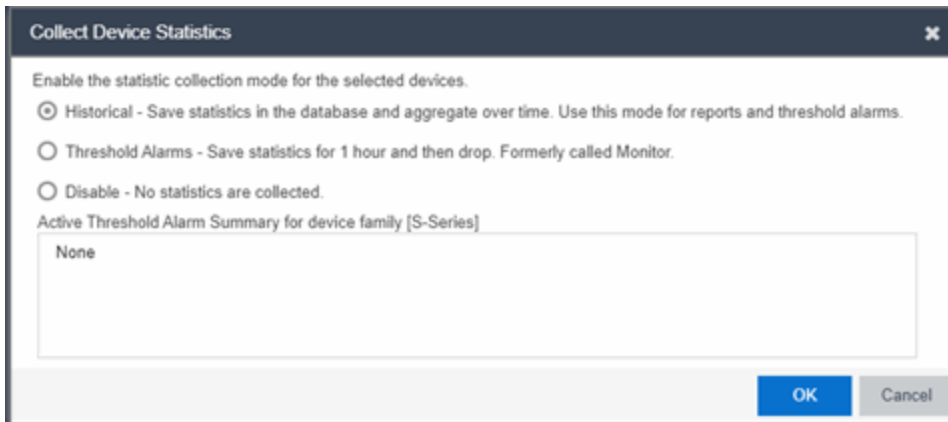 Collect Device Statistics
Enable the statistic collection mode for the selected devices.
Historical - Save statistics in the database and aggregate over time. Use this mode for reports and threshold alarms.
Threshold Alarms - Save statistics for 1 hour and then drop. Formerly called Monitor.
Disable - No statistics are collected.
Active Threshold Alarm Summary for device family [S-Series]
None
OK Cancel